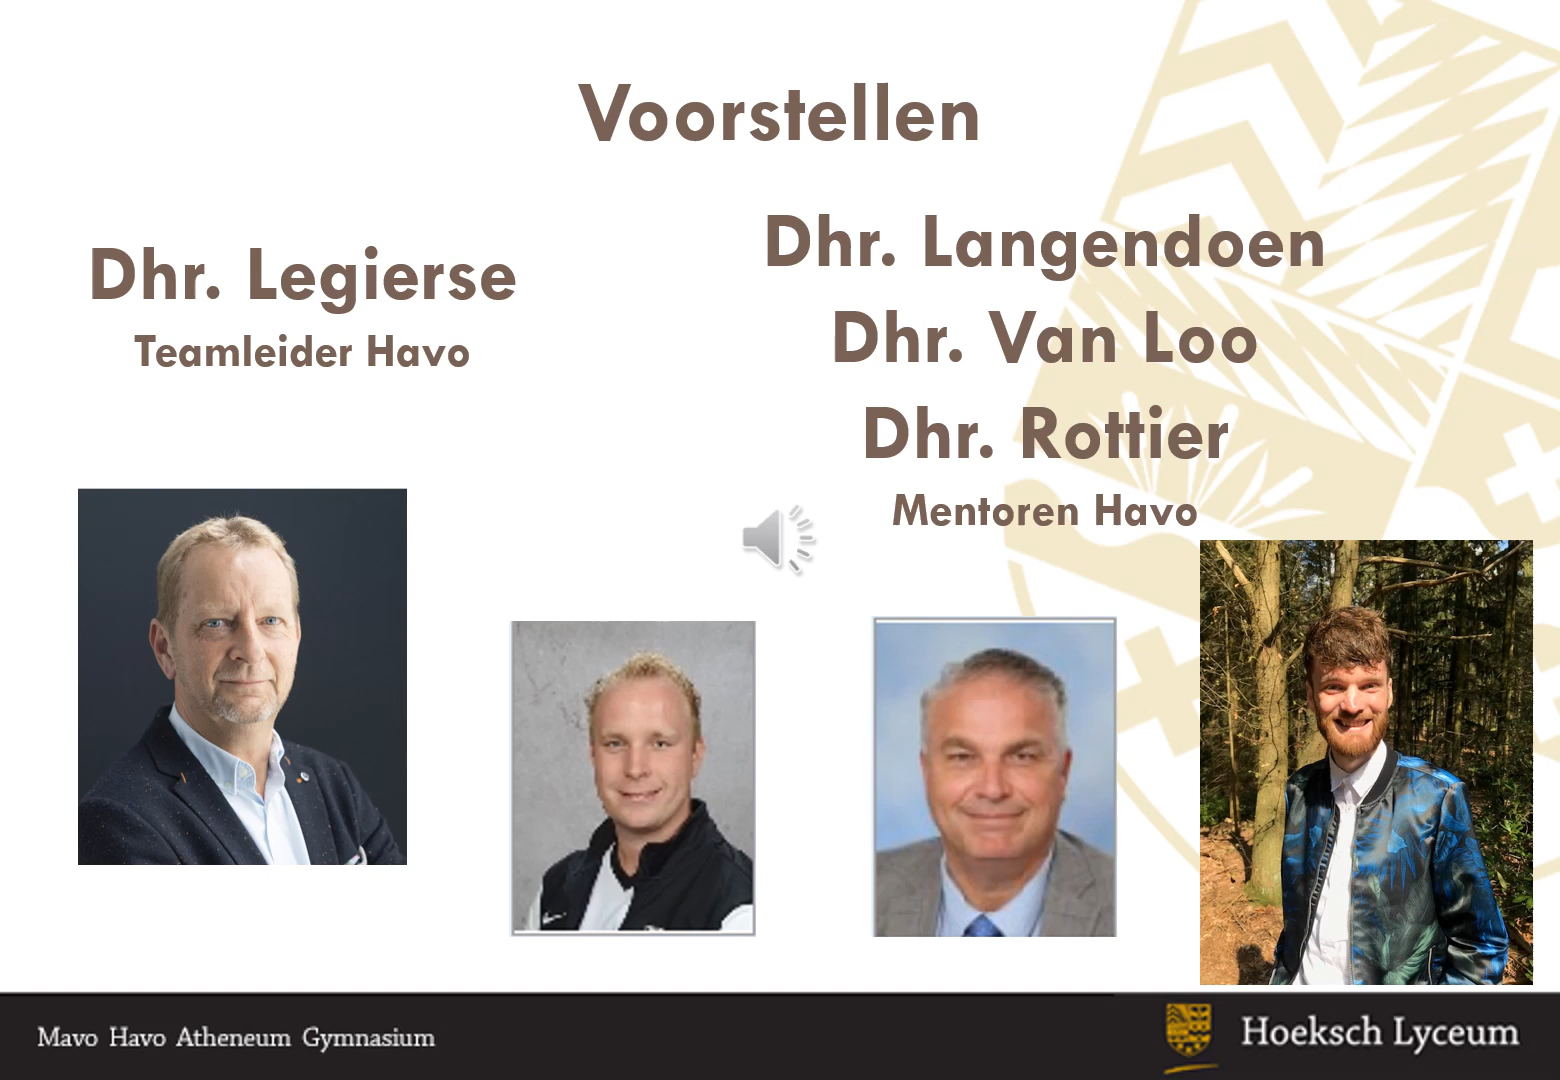 Voorstellen
Dhr. Legierse
Teamleider Havo
Dhr. Langendoen
Dhr. Van Loo
Dhr. Rottier
Mentoren Havo
Mavo Havo Atheneum Gymnasium
Hoeksch Lyceum